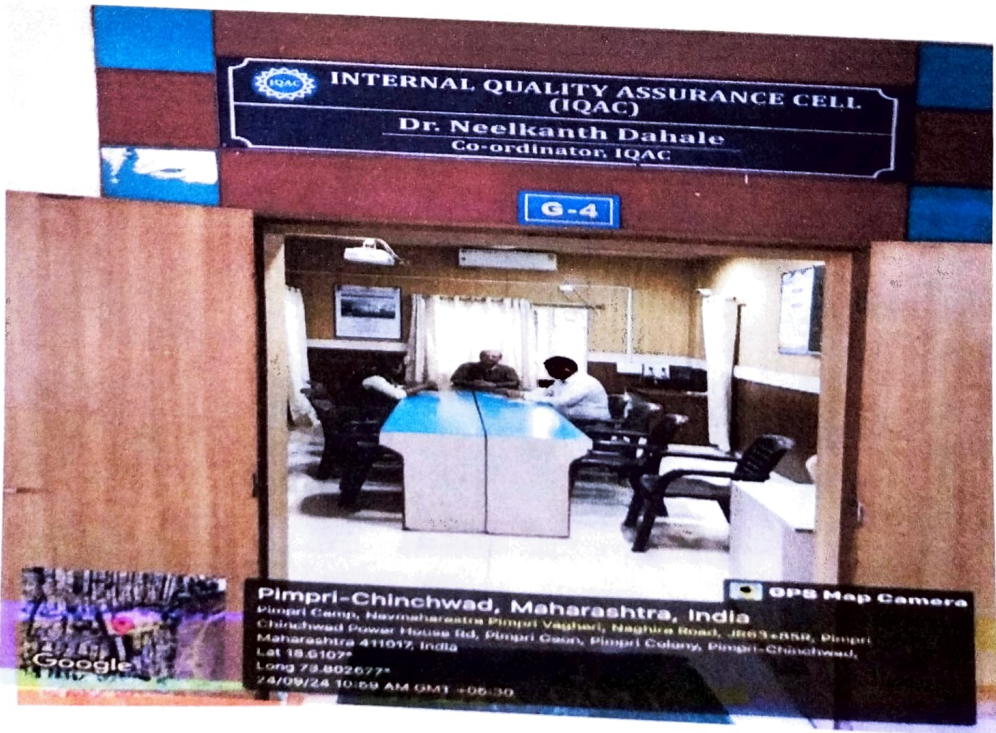 IQAC
INTERNAL QUALITY ASSURANCE CELL
(IQAC)
Dr. Neelkanth Dahale
Co-ordinator, IQAC
G-4
GPS Map Camera
Pimpri-Chinchwad, Maharashtra, India
Pimpri Camp, Navmaharastra Pimpri Vaghari, Naghira Road, Pimpri
Chinchwad Power House Rd, Pimpri Gaon, Pimpri Colony, Pimpri-Chinchwad,
Maharashtra 411017, India
Lat 18.6107°
Long 73.802677°
24/09/24 10:59 AM GMT +05:30
Google